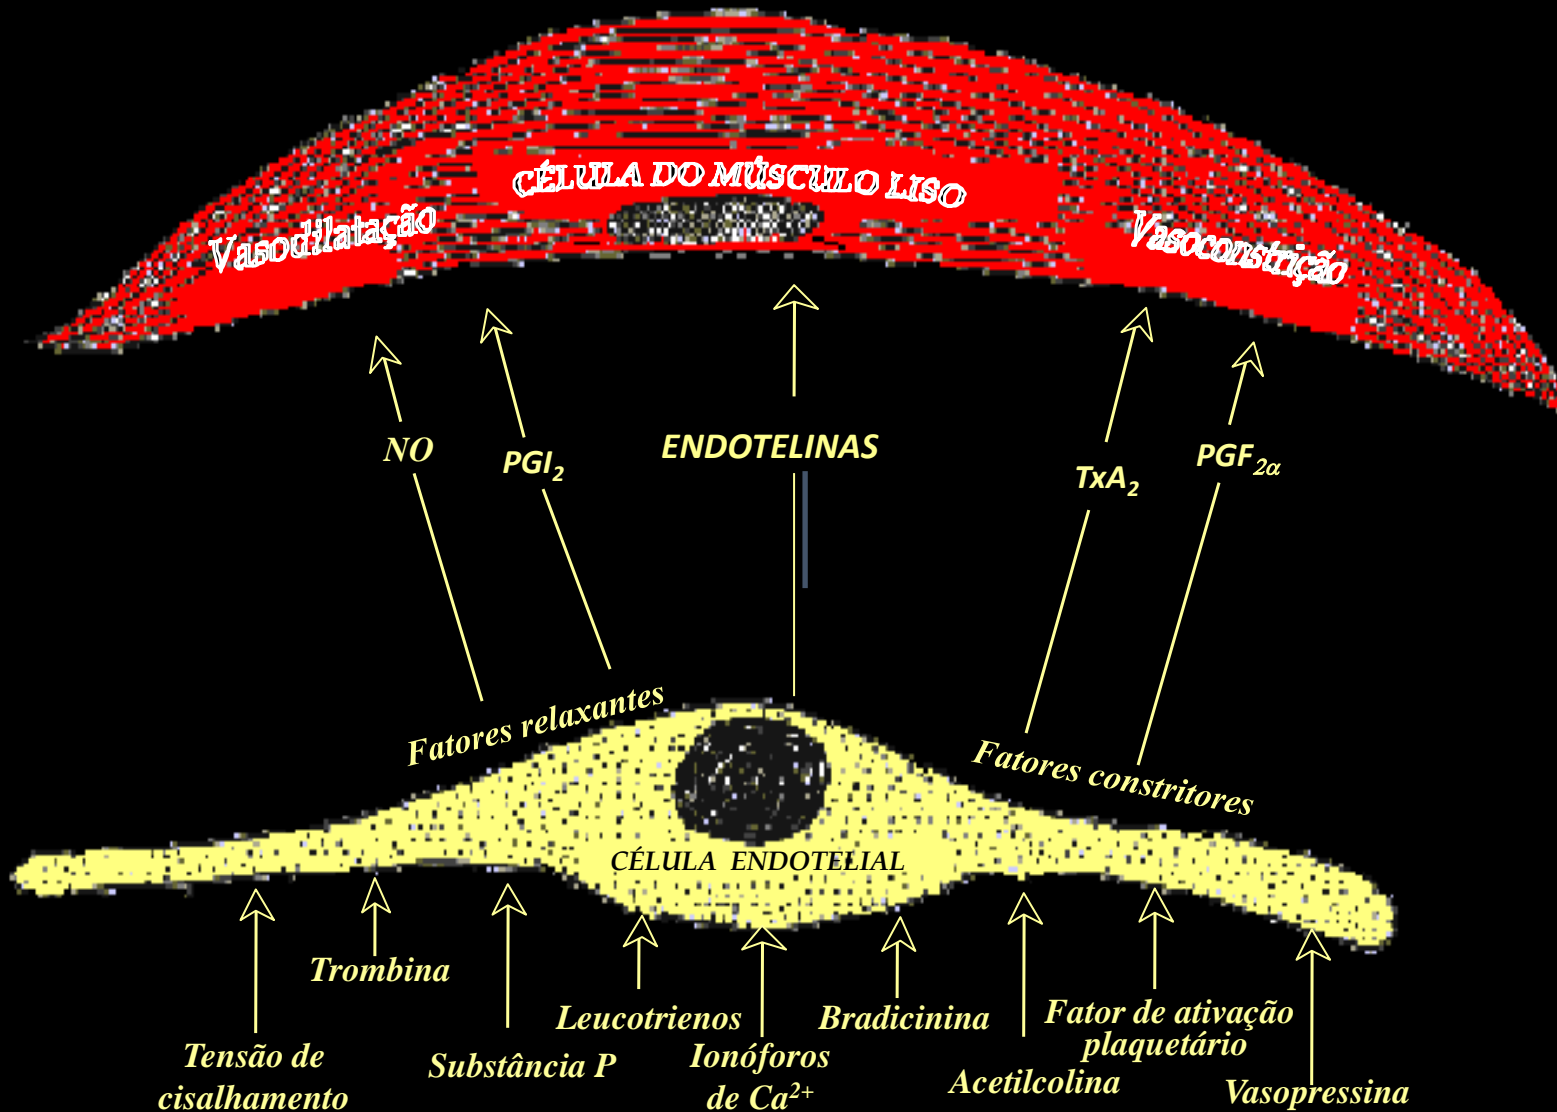 CÉLULA DO MÚSCULO LISO
Vasodilatação
Vasoconstrição
NO
PGI₂
ENDOTELINAS
TxA₂
PGF₂α
Fatores relaxantes
Fatores constritores
CÉLULA ENDOTELIAL
Trombina
Leucotrienos
Bradicinina
Fator de ativação
plaquetário
Tensão de
cisalhamento
Substância P
Ionóforos
de Ca²⁺
Acetilcolina
Vasopressina